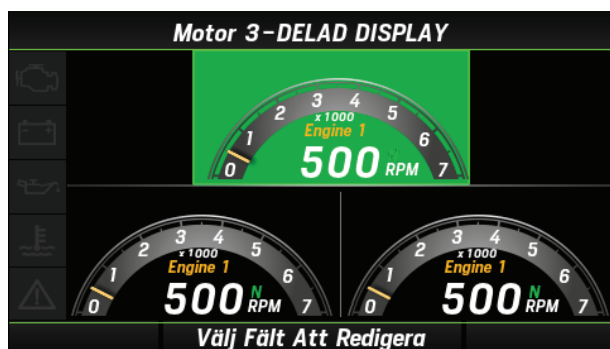 Motor 3-DELAD DISPLAY
0 1 2 3 4 5 6 7
x 1000
Engine 1
500 RPM
0 1 2 3 4 5 6 7
x 1000
Engine 1
500 N RPM
0 1 2 3 4 5 6 7
x 1000
Engine 1
500 N RPM
Välj Fält Att Redigera